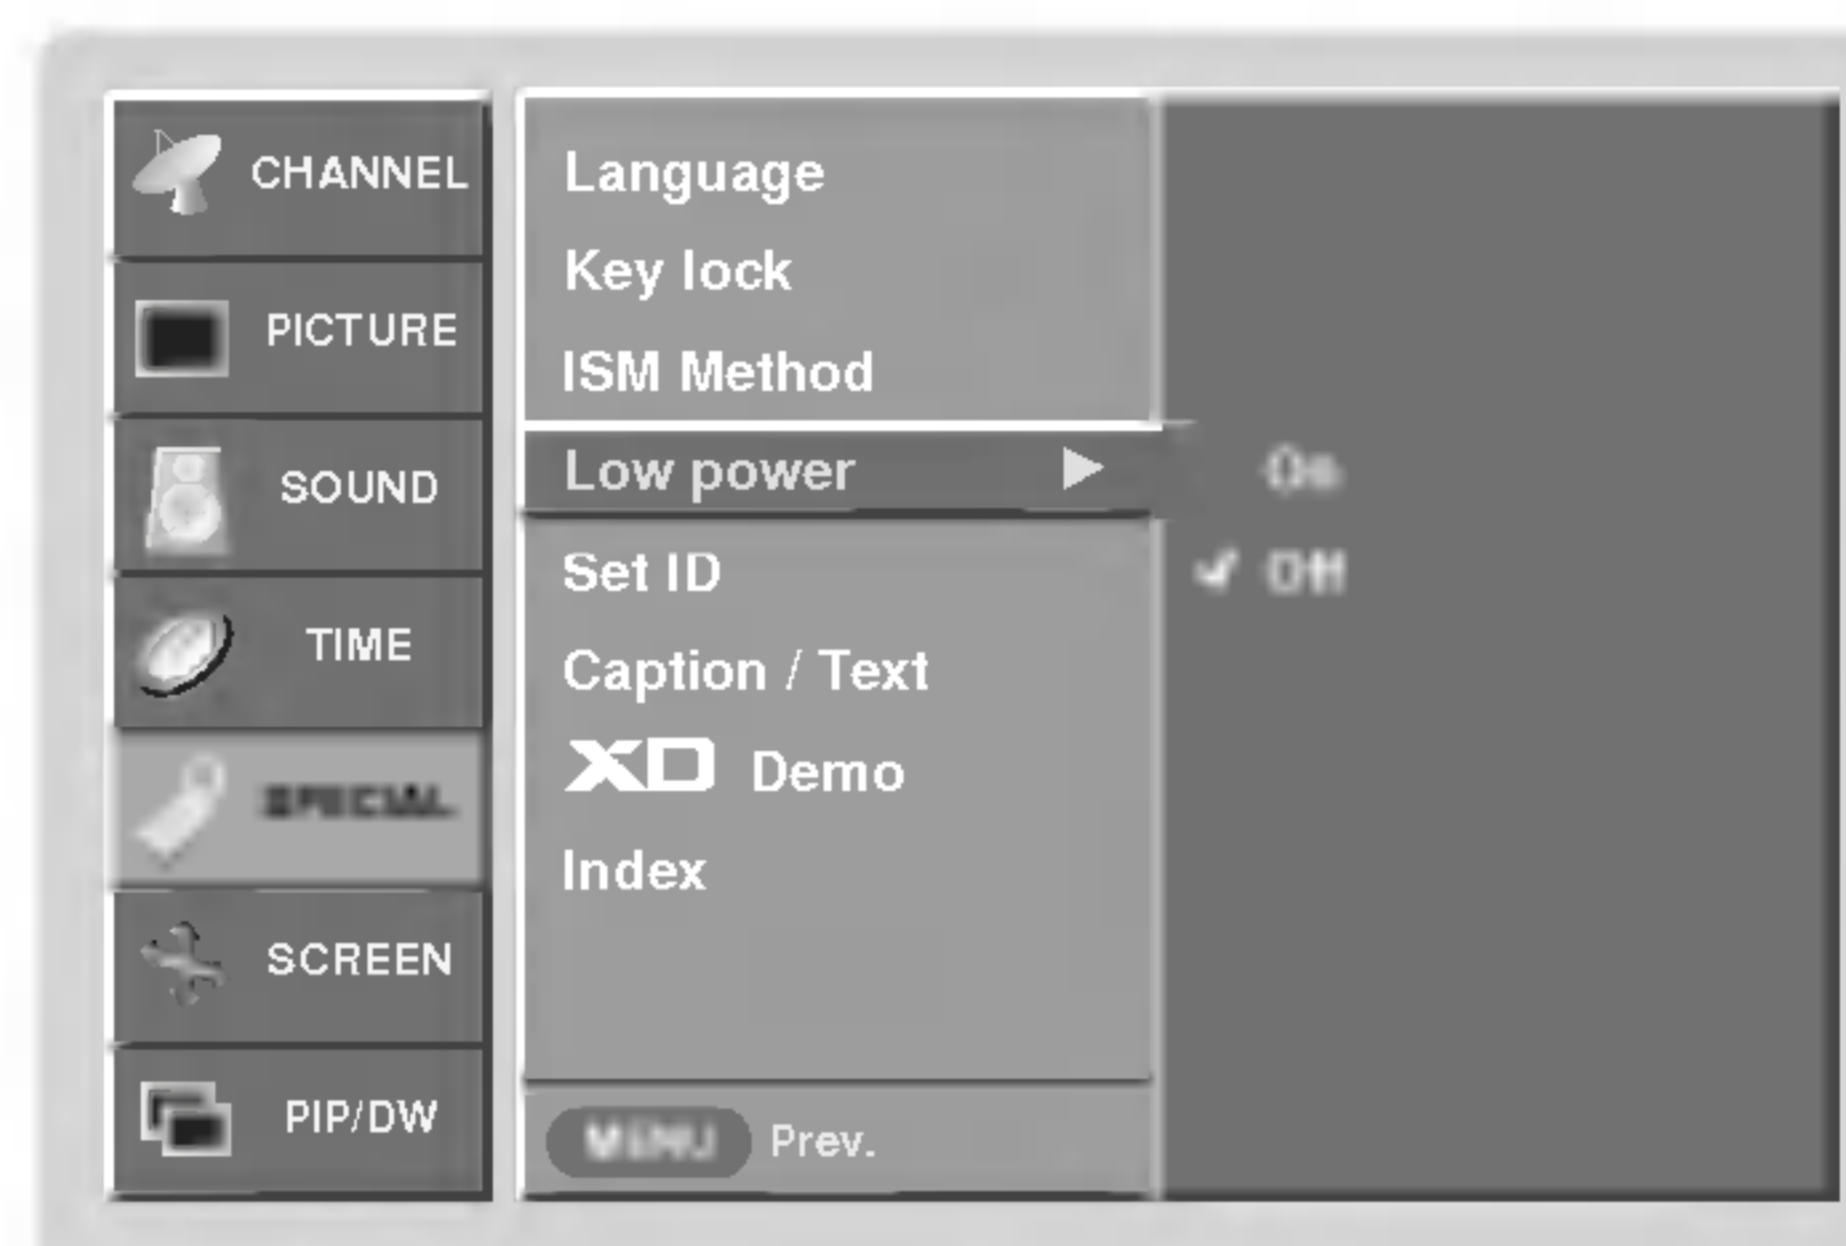 CHANNEL
PICTURE
SOUND
TIME
SPECIAL
SCREEN
PIP/DW
Language
Key lock
ISM Method
Low power
Set ID
Caption / Text
XD Demo
Index
MENU Prev.
On
Off